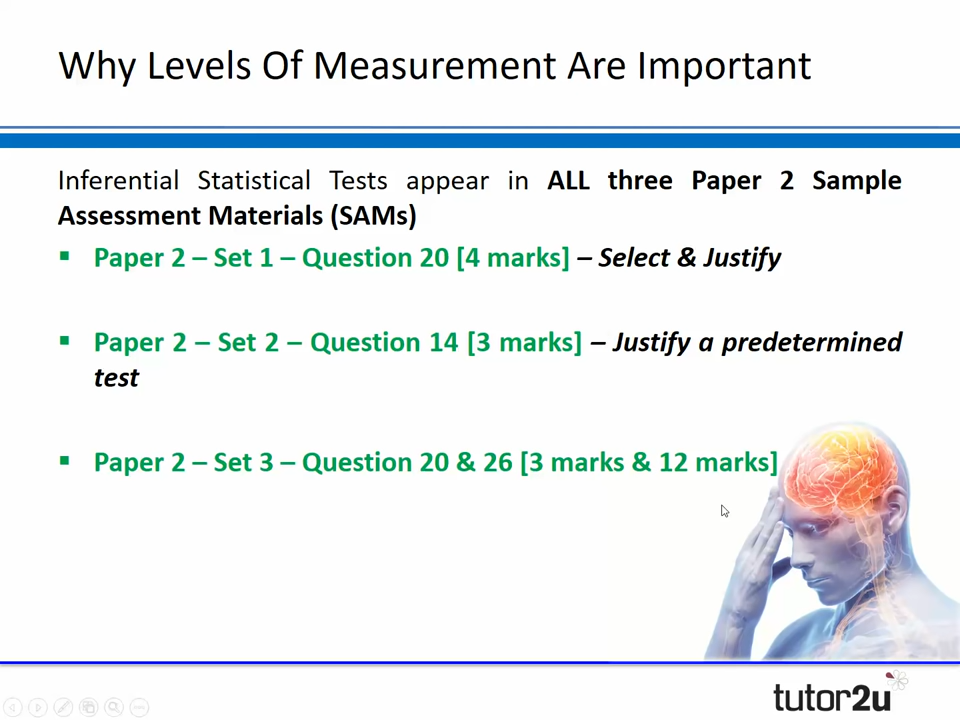 Why Levels Of Measurement Are Important
Inferential Statistical Tests appear in ALL three Paper 2 Sample
Assessment Materials (SAMs)
Paper 2 – Set 1 – Question 20 [4 marks] – Select & Justify
Paper 2 – Set 2 – Question 14 [3 marks] – Justify a predetermined
test
Paper 2 – Set 3 – Question 20 & 26 [3 marks & 12 marks]
tutor2u